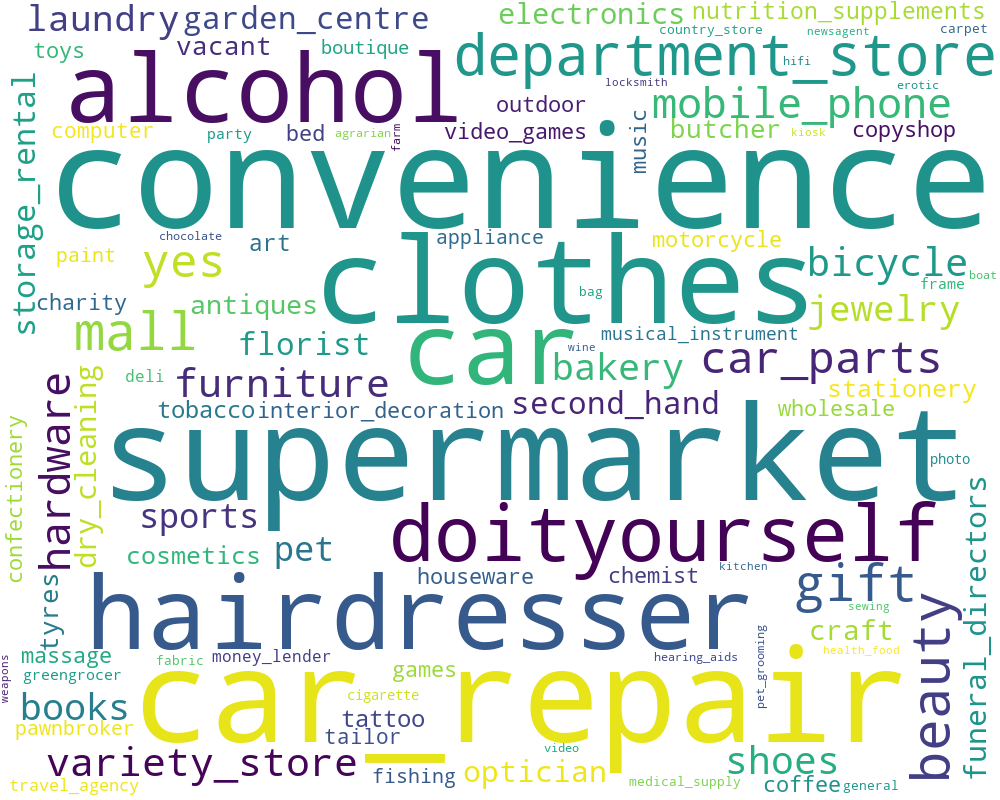 laundry
garden_centre
electronics
nutrition_supplements
toys
vacant
boutique
country_store
newsagent
carpet
alcohol
department_store
hifi
locksmith
erotic
storage_rental
outdoor
mobile_phone
computer
party
bed
agrarian
farm
video_games
music
butcher
kiosk
copyshop
convenience
chocolate
art
appliance
motorcycle
paint
yes
clothes
bicycle
boat
frame
bag
charity
antiques
jewelry
mall
florist
car
musical_instrument
wine
bakery
car_parts
deli
furniture
stationery
hardware
dry_cleaning
tobacco
interior_decoration
second_hand
wholesale
confectionery
supermarket
photo
sports
doityourself
funeral_directors
cosmetics
pet
houseware
chemist
kitchen
gift
tyres
hairdresser
sewing
beauty
craft
massage
fabric
money_lender
hearing_aids
pet_grooming
health_food
weapons
greengrocer
games
car_repair
books
cigarette
pawnbroker
tattoo
tailor
video
variety_store
fishing
optician
shoes
travel_agency
medical_supply
coffee
general